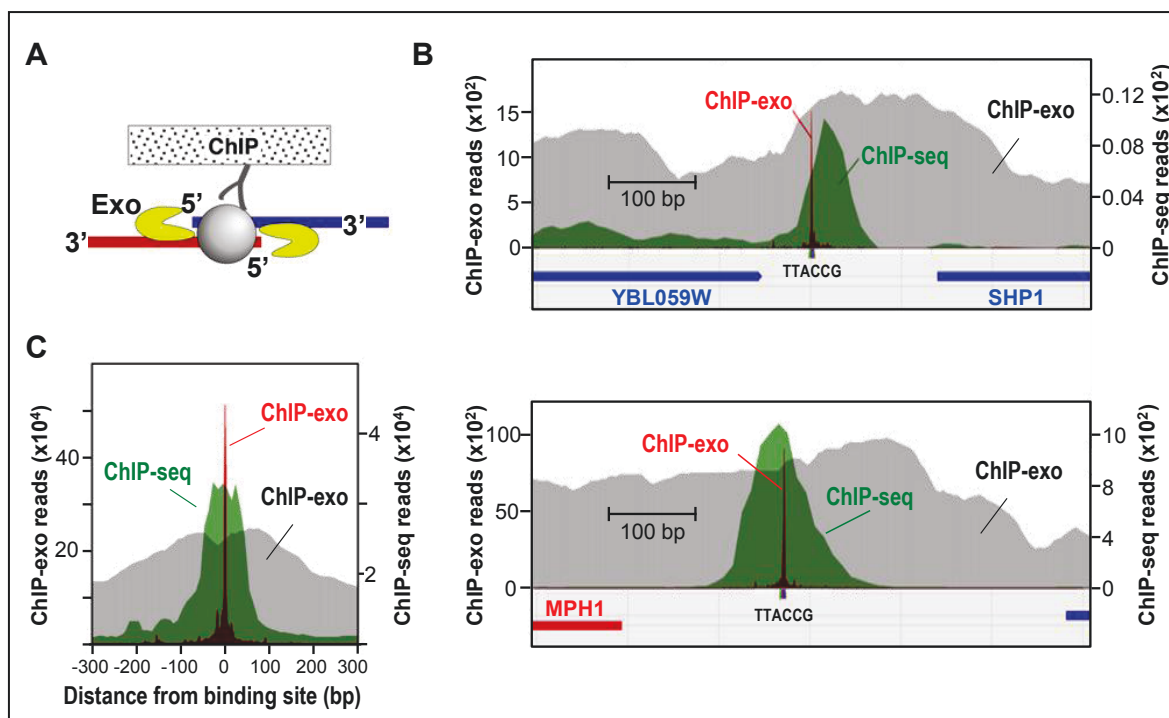 A
ChIP
Exo
5’
3’
3’
5’
B
ChIP-exo reads (x10²)
15
10
5
0
ChIP-exo
ChIP-seq
ChIP-exo
100 bp
0.12
0.08
0.04
0
ChIP-seq reads (x10²)
TTACCG
YBL059W
SHP1
C
ChIP-exo reads (x10⁴)
40
20
ChIP-exo
ChIP-seq
ChIP-exo
4
2
ChIP-seq reads (x10⁴)
-300 -200 -100 0 100 200 300
Distance from binding site (bp)
ChIP-exo reads (x10²)
100
50
0
ChIP-exo
ChIP-seq
ChIP-exo
100 bp
10
8
4
0
ChIP-seq reads (x10²)
TTACCG
MPH1